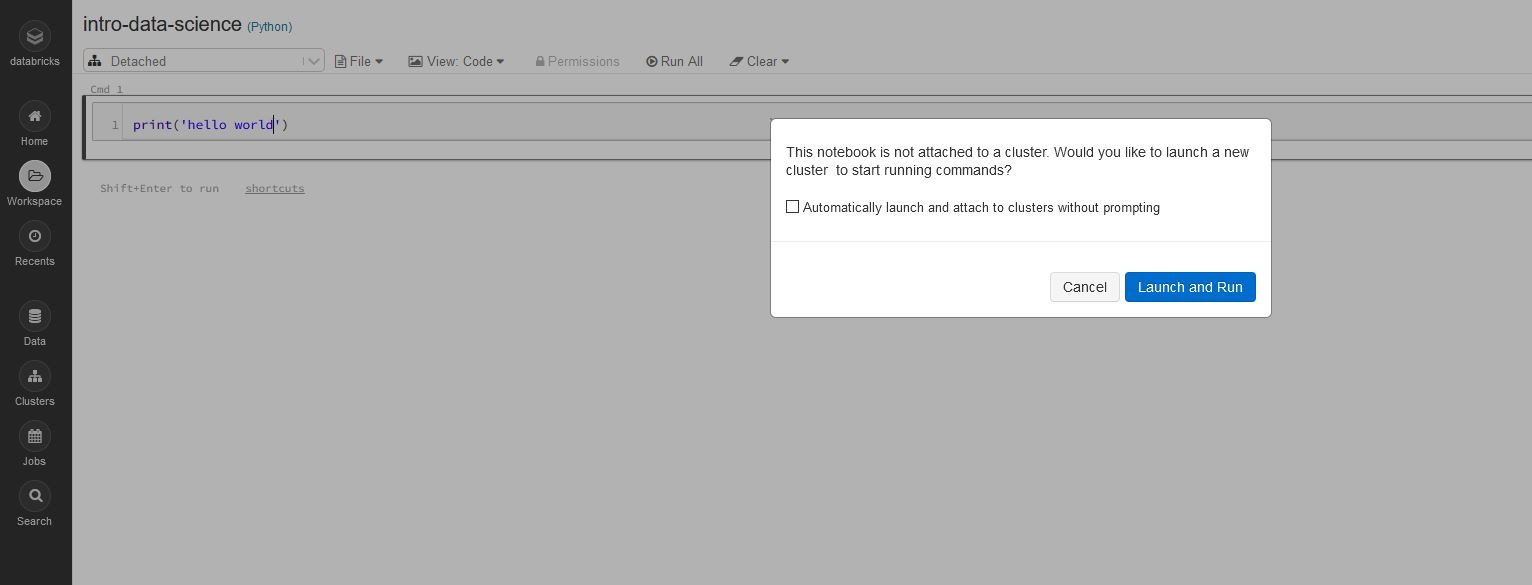 databricks
Home
Workspace
Recents
Data
Clusters
Jobs
Search
intro-data-science (Python)
Detached File View: Code Permissions Run All Clear
Cmd 1
1 print('hello world')
Shift+Enter to run shortcuts
This notebook is not attached to a cluster. Would you like to launch a new
cluster to start running commands?
Automatically launch and attach to clusters without prompting
Cancel Launch and Run